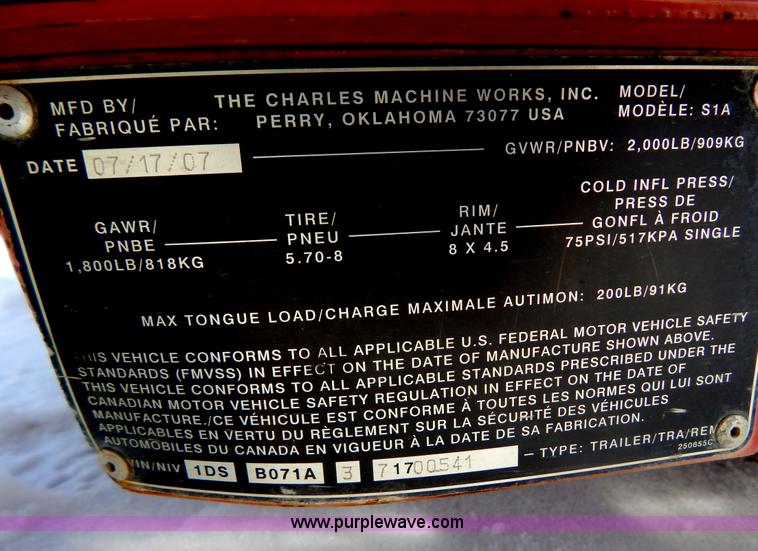 MFD BY/ THE CHARLES MACHINE WORKS, INC. MODEL/
FABRIQUÉ PAR: PERRY, OKLAHOMA 73077 USA MODÈLE: S1A
DATE 07/17/07 GVWR/PNBV: 2,000LB/909KG
GAWR/
PNBE
1,800LB/818KG
TIRE/
PNEU
5.70-8
RIM/
JANTE
8 X 4.5
COLD INFL PRESS/
PRESS DE
GONFL À FROID
75PSI/517KPA SINGLE
MAX TONGUE LOAD/CHARGE MAXIMALE AUTIMON: 200LB/91KG
THIS VEHICLE CONFORMS TO ALL APPLICABLE U.S. FEDERAL MOTOR VEHICLE SAFETY
STANDARDS (FMVSS) IN EFFECT ON THE DATE OF MANUFACTURE SHOWN ABOVE.
THIS VEHICLE CONFORMS TO ALL APPLICABLE STANDARDS PRESCRIBED UNDER THE
CANADIAN MOTOR VEHICLE SAFETY REGULATION IN EFFECT ON THE DATE OF
MANUFACTURE./CE VÉHICULE EST CONFORME À TOUTES LES NORMES QUI LUI SONT
APPLICABLES EN VERTU DU RÈGLEMENT SUR LA SÉCURITÉ DES VÉHICULES
AUTOMOBILES DU CANADA EN VIGUEUR À LA DATE DE SA FABRICATION.
VIN/NIV 1DS B071A 3 71700541 - TYPE: TRAILER/TRA/REM
250655C
www.purplewave.com